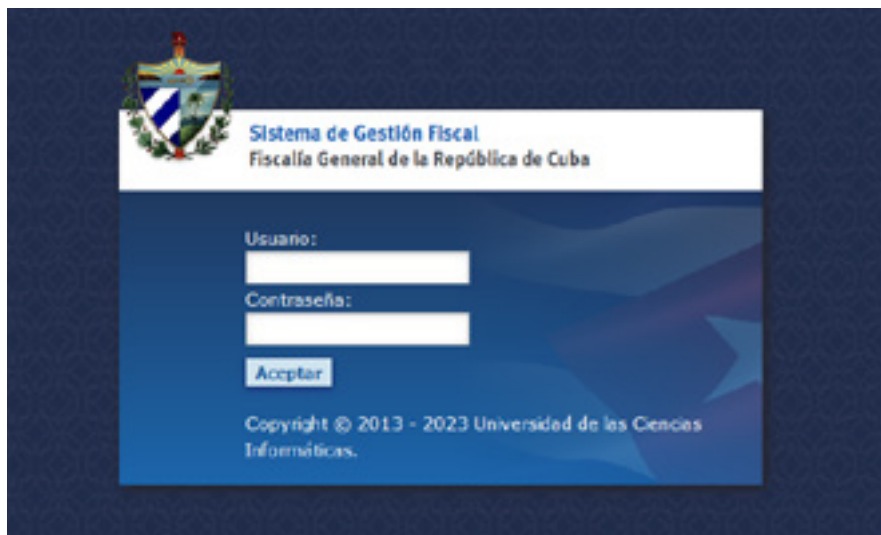 Sistema de Gestión Fiscal
Fiscalía General de la República de Cuba
Usuario:
Contraseña:
Aceptar
Copyright © 2013 - 2023 Universidad de las Ciencias
Informáticas.